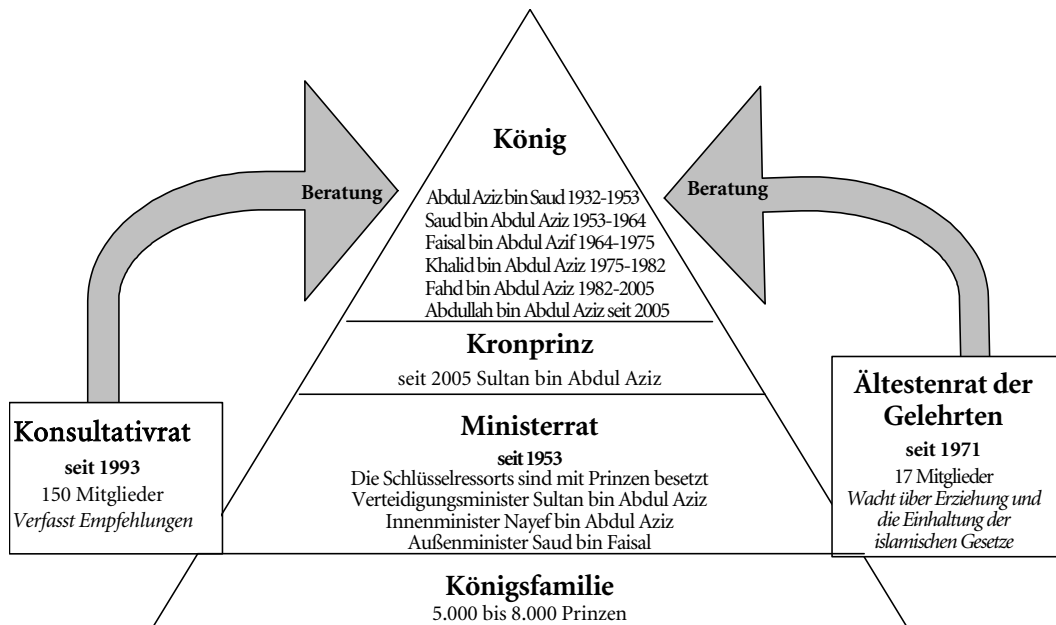 König
Beratung
Beratung
Abdul Aziz bin Saud 1932-1953
Saud bin Abdul Aziz 1953-1964
Faisal bin Abdul Azif 1964-1975
Khalid bin Abdul Aziz 1975-1982
Fahd bin Abdul Aziz 1982-2005
Abdullah bin Abdul Aziz seit 2005
Kronprinz
seit 2005 Sultan bin Abdul Aziz
Konsultativrat
seit 1993
150 Mitglieder
Verfasst Empfehlungen
Ministerrat
seit 1953
Die Schlüsselressorts sind mit Prinzen besetzt
Verteidigungsminister Sultan bin Abdul Aziz
Innenminister Nayef bin Abdul Aziz
Außenminister Saud bin Faisal
Ältestenrat der
Gelehrten
seit 1971
17 Mitglieder
Wacht über Erziehung und
die Einhaltung der
islamischen Gesetze
Königsfamilie
5.000 bis 8.000 Prinzen